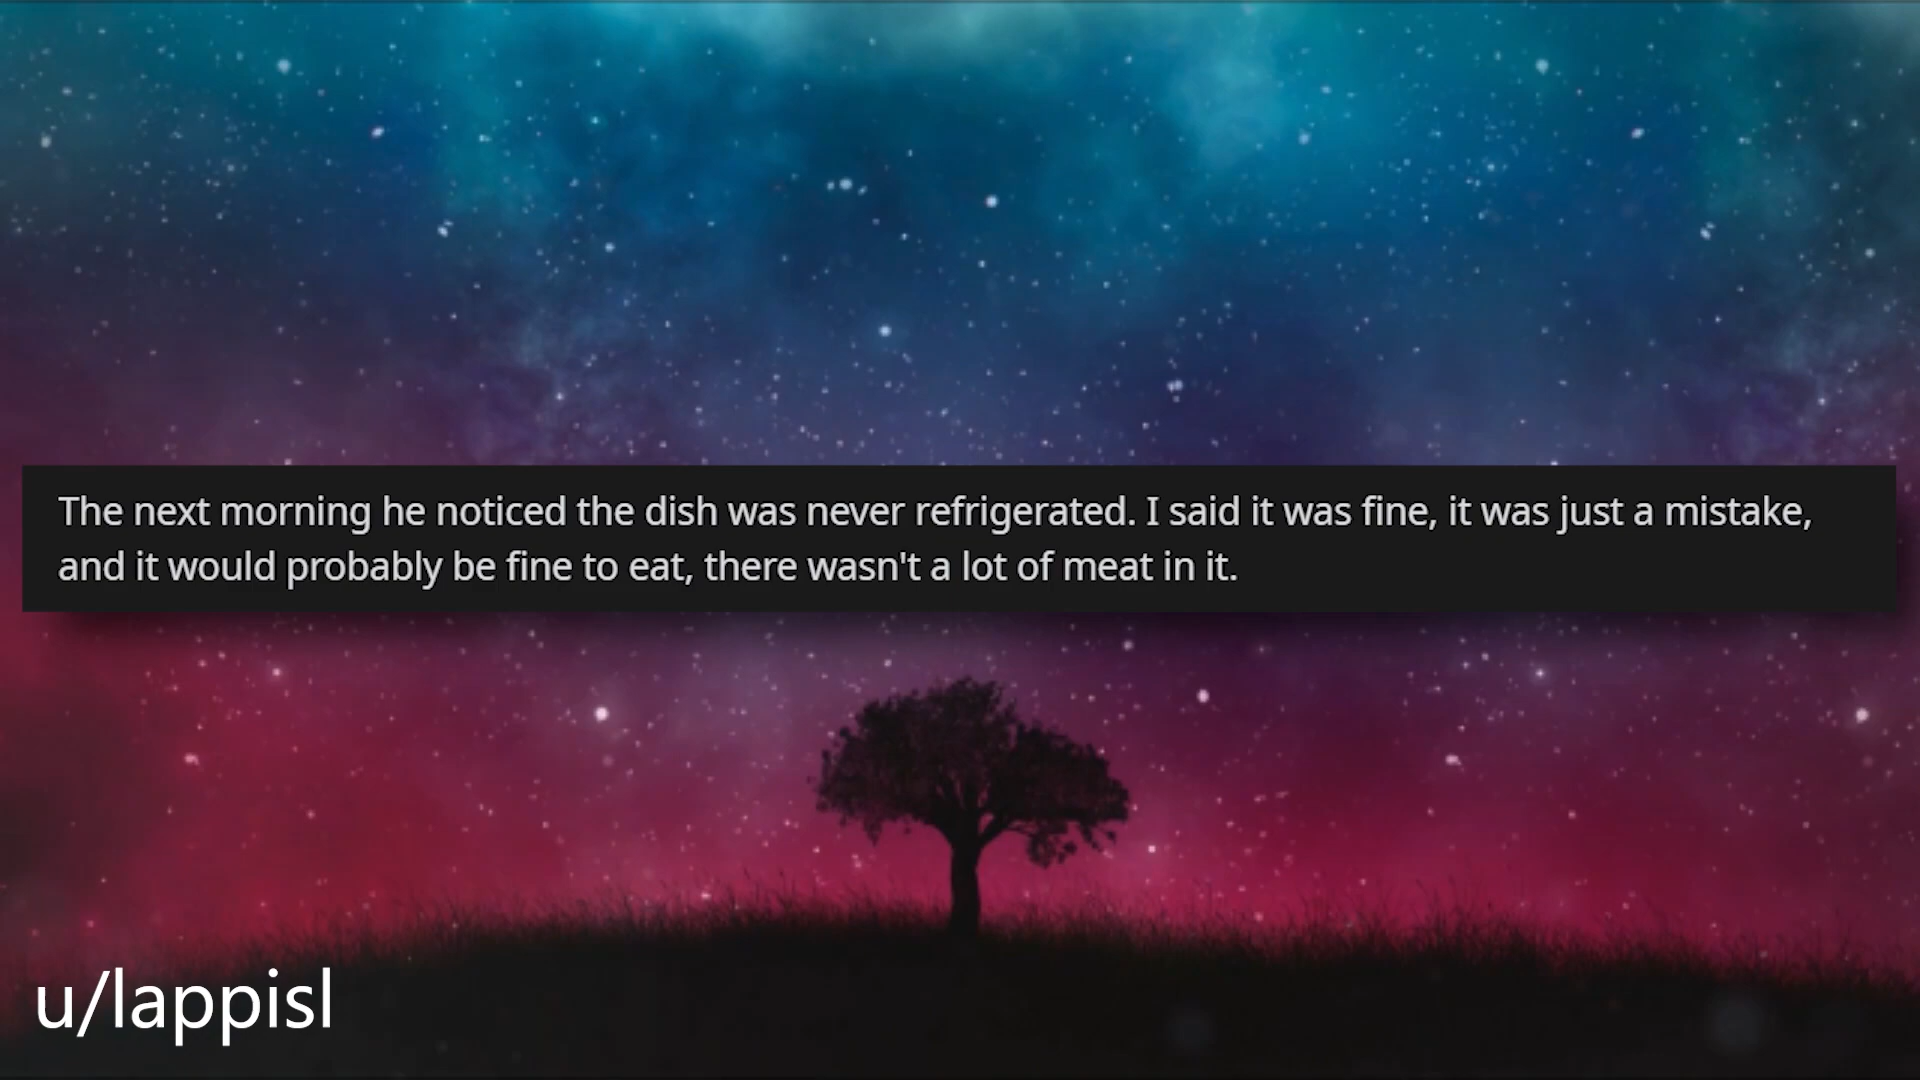 The next morning he noticed the dish was never refrigerated. I said it was fine, it was just a mistake,
and it would probably be fine to eat, there wasn't a lot of meat in it.
u/lappisl